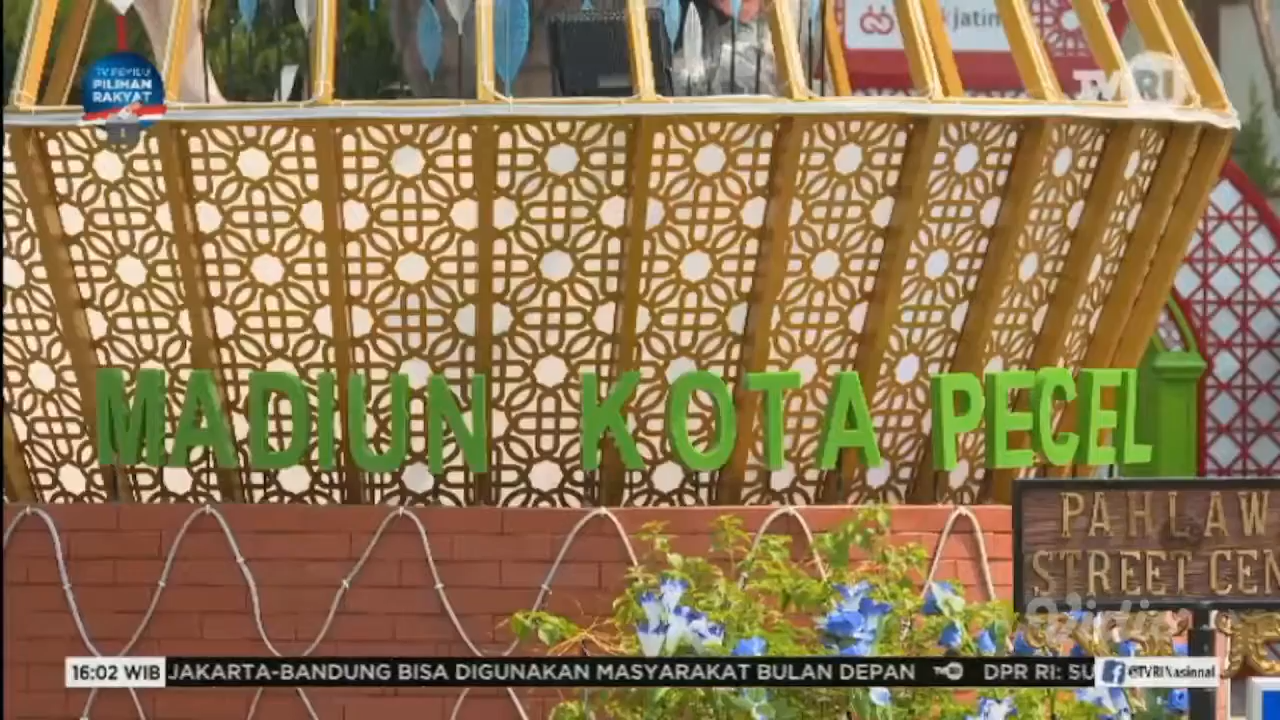 jatim
TVRI
TV PEMILU
PILIHAN
RAKYAT
MADIUN KOTA PECEL
PAHLAW
STREET CEN
Vidio
16:02 WIB JAKARTA-BANDUNG BISA DIGUNAKAN MASYARAKAT BULAN DEPAN DPR RI: SU @TVRINasional